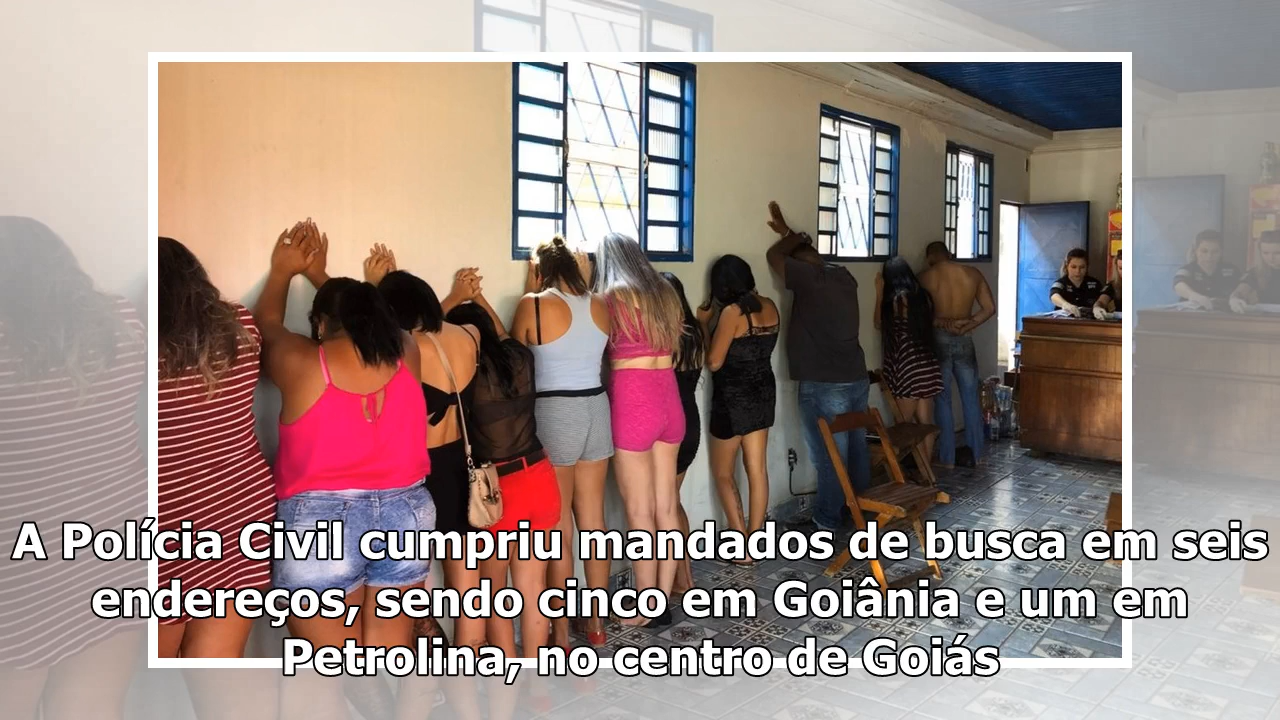 A Polícia Civil cumpriu mandados de busca em seis
endereços, sendo cinco em Goiânia e um em
Petrolina, no centro de Goiás